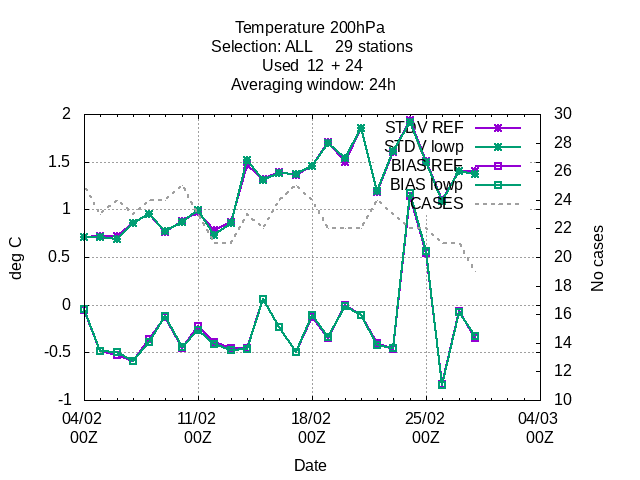 Temperature 200hPa
Selection: ALL 29 stations
Used 12 + 24
Averaging window: 24h
2
1.5
1
0.5
0
-0.5
-1
deg C
30
28
26
24
22
20
18
16
14
12
10
No cases
STDV REF
STDV lowp
BIAS REF
BIAS lowp
CASES
04/02 11/02 18/02 25/02 04/03
00Z 00Z 00Z 00Z 00Z
Date